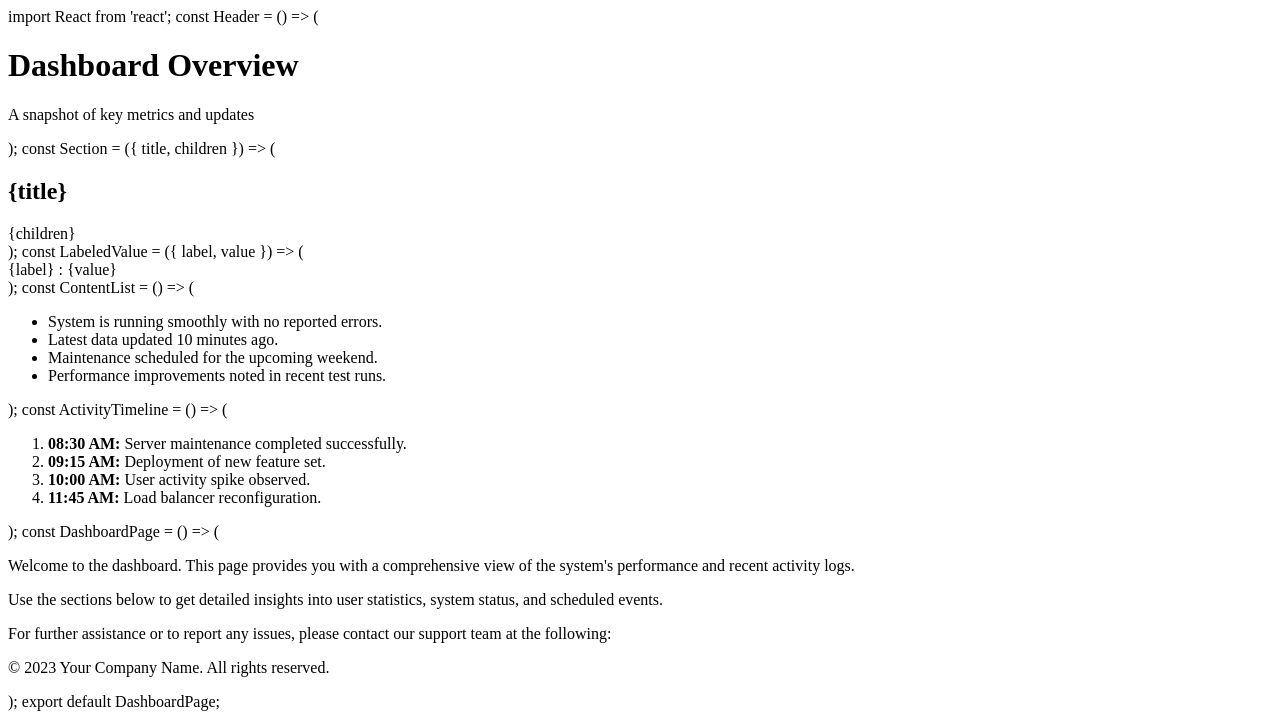 import React from 'react'; const Header = () => (
Dashboard Overview
A snapshot of key metrics and updates
); const Section = ({ title, children }) => (
{title}
{children}
); const LabeledValue = ({ label, value }) => (
{label} : {value}
); const ContentList = () => (
• System is running smoothly with no reported errors.
• Latest data updated 10 minutes ago.
• Maintenance scheduled for the upcoming weekend.
• Performance improvements noted in recent test runs.
); const ActivityTimeline = () => (
1. 08:30 AM: Server maintenance completed successfully.
2. 09:15 AM: Deployment of new feature set.
3. 10:00 AM: User activity spike observed.
4. 11:45 AM: Load balancer reconfiguration.
); const DashboardPage = () => (
Welcome to the dashboard. This page provides you with a comprehensive view of the system's performance and recent activity logs.
Use the sections below to get detailed insights into user statistics, system status, and scheduled events.
For further assistance or to report any issues, please contact our support team at the following:
© 2023 Your Company Name. All rights reserved.
); export default DashboardPage;